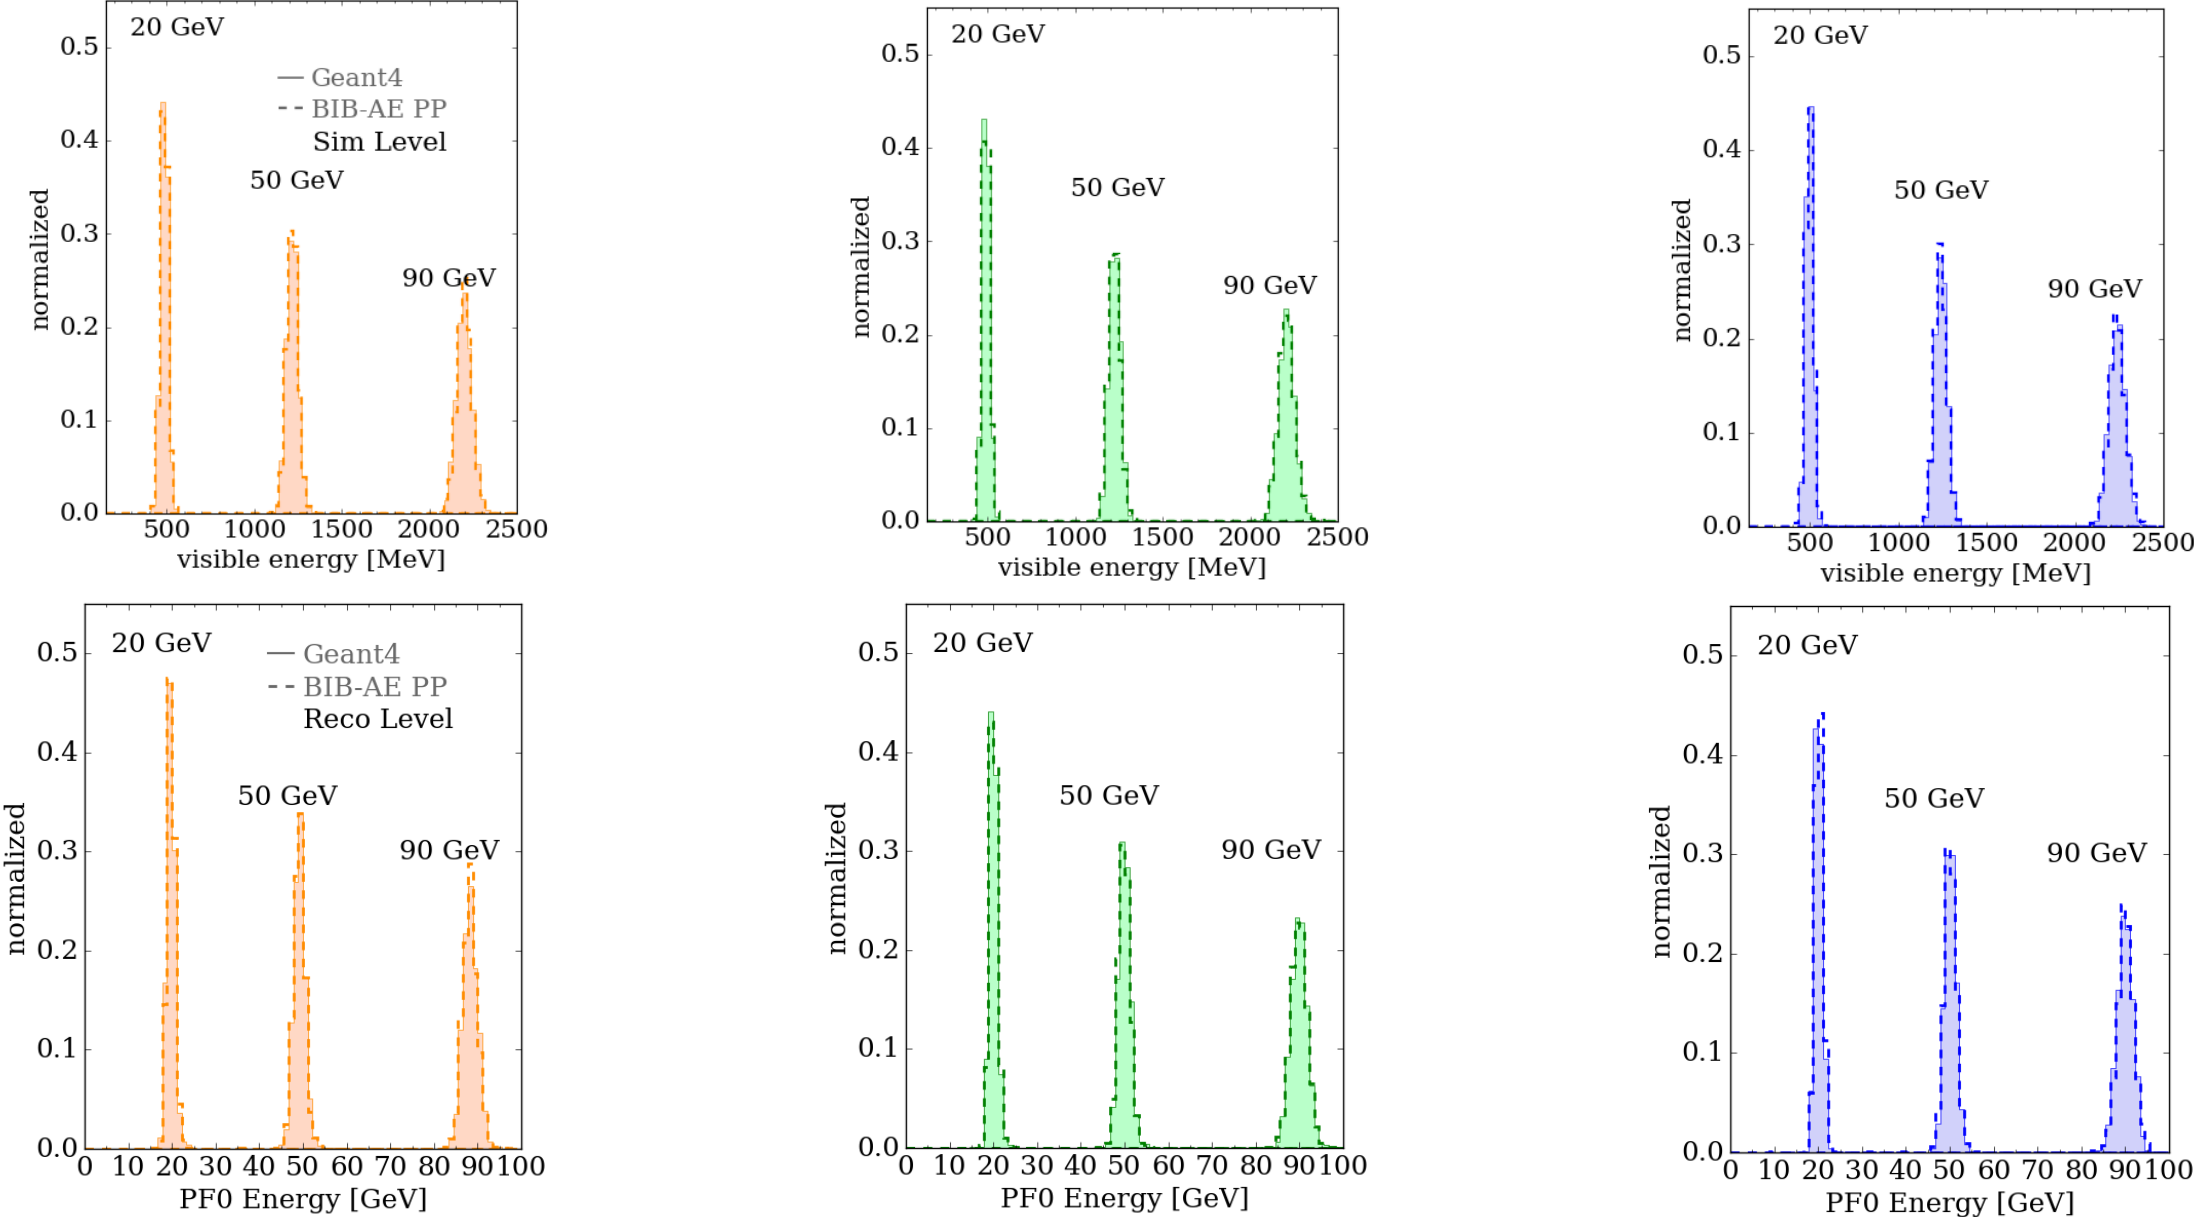 20 GeV
Geant4
BIB-AE PP
Sim Level
50 GeV
90 GeV
normalized
0.5
0.4
0.3
0.2
0.1
0.0
500 1000 1500 2000 2500
visible energy [MeV]
20 GeV
50 GeV
90 GeV
normalized
0.5
0.4
0.3
0.2
0.1
0.0
500 1000 1500 2000 2500
visible energy [MeV]
20 GeV
50 GeV
90 GeV
normalized
0.5
0.4
0.3
0.2
0.1
0.0
500 1000 1500 2000 2500
visible energy [MeV]
20 GeV
Geant4
BIB-AE PP
Reco Level
50 GeV
90 GeV
normalized
0.5
0.4
0.3
0.2
0.1
0.0
0 10 20 30 40 50 60 70 80 90 100
PF0 Energy [GeV]
20 GeV
50 GeV
90 GeV
normalized
0.5
0.4
0.3
0.2
0.1
0.0
0 10 20 30 40 50 60 70 80 90 100
PF0 Energy [GeV]
20 GeV
50 GeV
90 GeV
normalized
0.5
0.4
0.3
0.2
0.1
0.0
0 10 20 30 40 50 60 70 80 90 100
PF0 Energy [GeV]